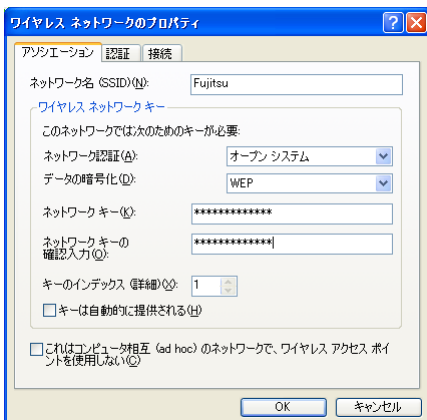 ワイヤレス ネットワークのプロパティ
アソシエーション 認証 接続
ネットワーク名 (SSID)(N): Fujitsu
ワイヤレス ネットワーク キー
このネットワークでは次のためのキーが必要:
ネットワーク認証(A): オープン システム
データの暗号化(D): WEP
ネットワーク キー(K): *************
ネットワーク キーの
確認入力(O): *************
キーのインデックス (詳細)(X): 1
キーは自動的に提供される(H)
これはコンピュータ相互 (ad hoc) のネットワークで、ワイヤレス アクセス ポイ
ントを使用しない(C)
OK キャンセル